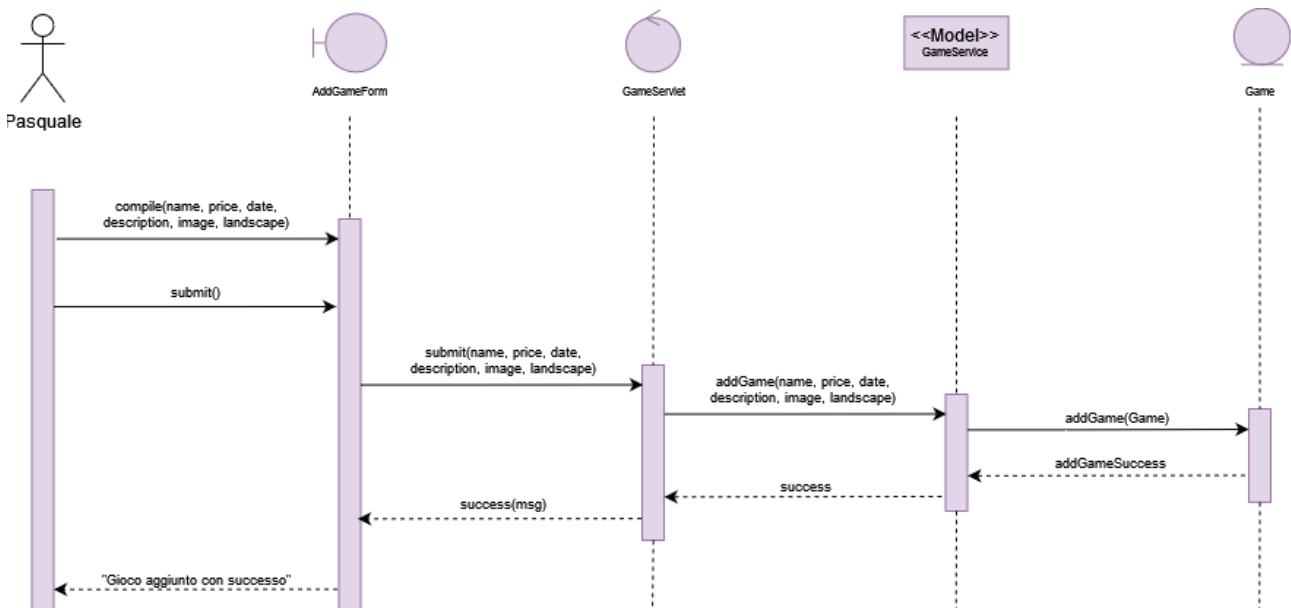 <<Model>>
GameService
AddGameForm
GameServlet
Game
Pasquale
compile(name, price, date,
description, image, landscape)
submit()
submit(name, price, date,
description, image, landscape)
addGame(name, price, date,
description, image, landscape)
addGame(Game)
addGameSuccess
success
success(msg)
"Gioco aggiunto con successo"